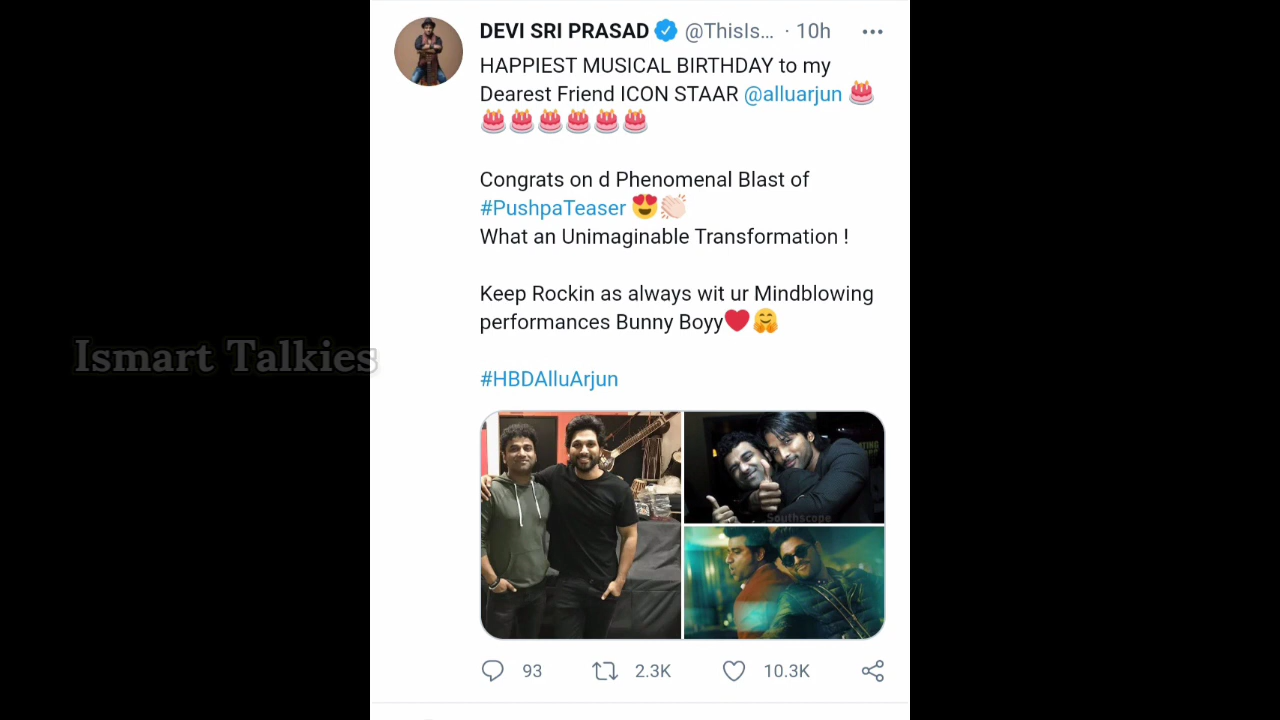 DEVI SRI PRASAD @ThisIs... · 10h
HAPPIEST MUSICAL BIRTHDAY to my
Dearest Friend ICON STAAR @alluarjun 🎂
🎂🎂🎂🎂🎂🎂
Congrats on d Phenomenal Blast of
#PushpaTeaser 😍👏🏻
What an Unimaginable Transformation !
Keep Rockin as always wit ur Mindblowing
performances Bunny Boyy❤️🤗
Ismart Talkies
#HBDAlluArjun
Southscope
93 2.3K 10.3K